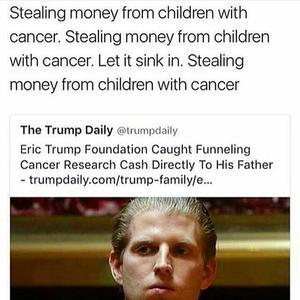 Stealing money from children with
cancer. Stealing money from children
with cancer. Let it sink in. Stealing
money from children with cancer
The Trump Daily @trumpdaily
Eric Trump Foundation Caught Funneling
Cancer Research Cash Directly To His Father
- trumpdaily.com/trump-family/e...